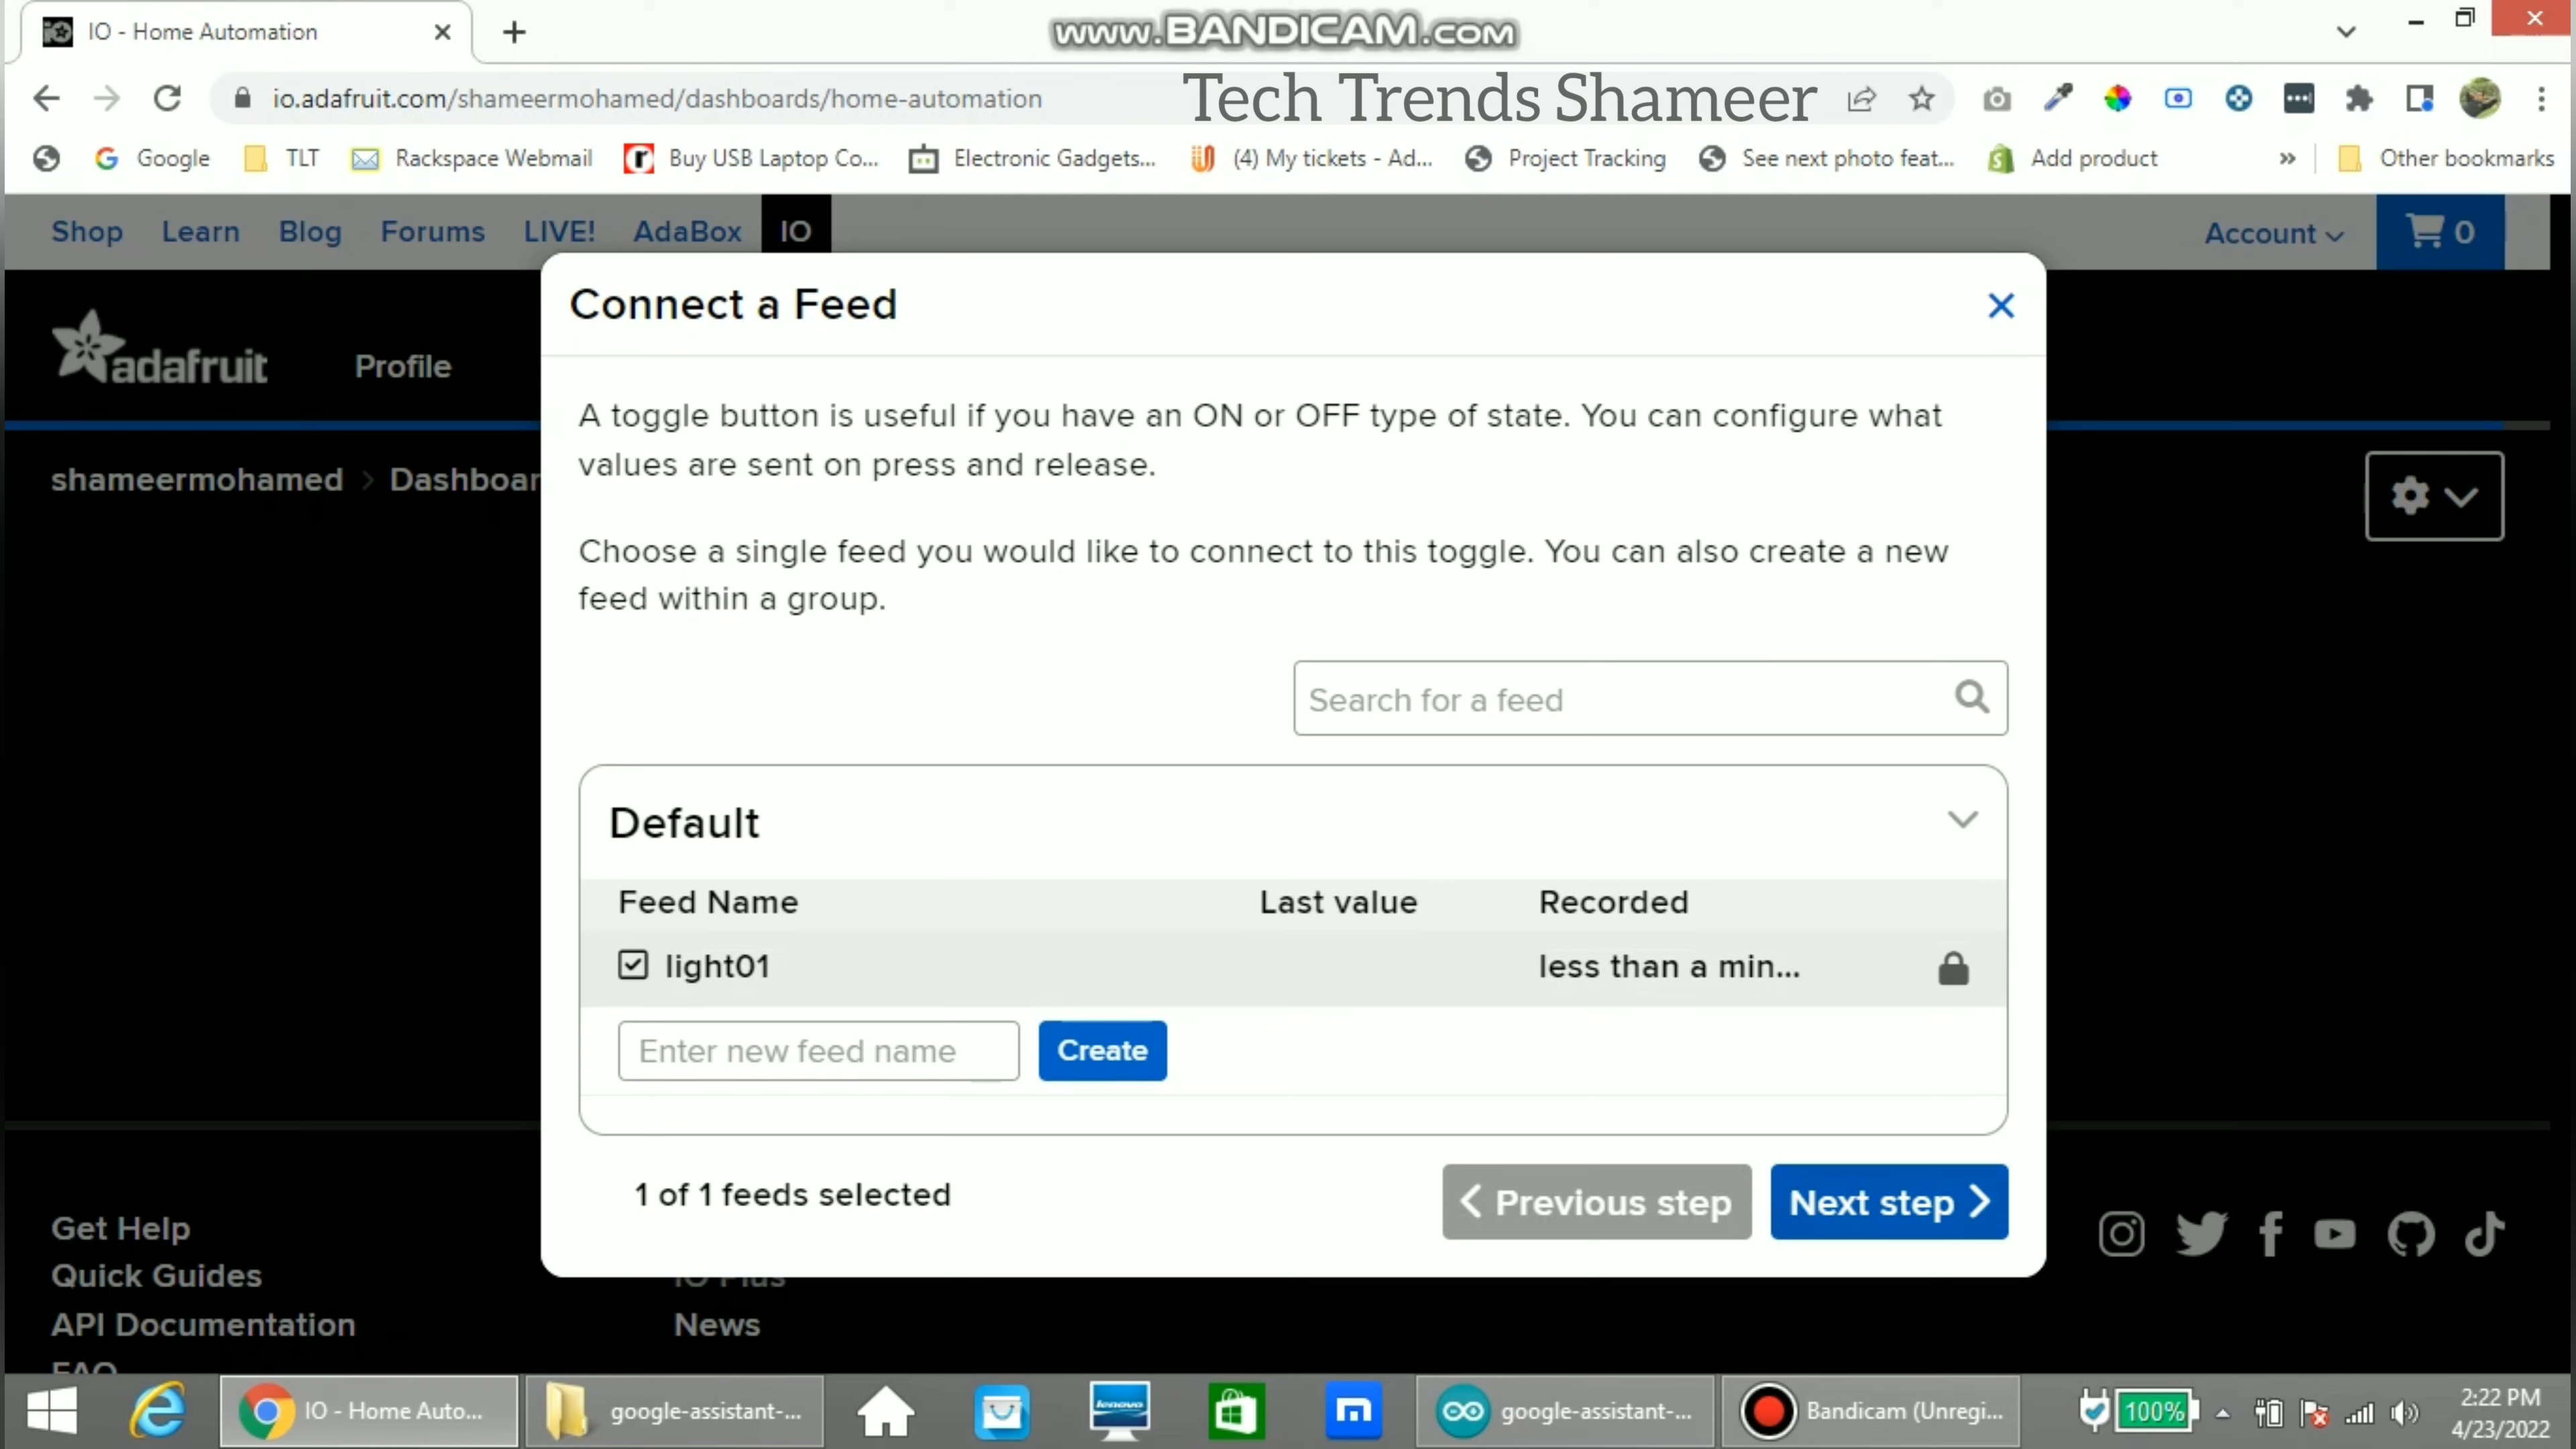 IO - Home Automation
www.BANDICAM.com
io.adafruit.com/shameermohamed/dashboards/home-automation
Tech Trends Shameer
Google TLT Rackspace Webmail Buy USB Laptop Co... Electronic Gadgets... (4) My tickets - Ad... Project Tracking See next photo feat... Add product » Other bookmarks
Shop Learn Blog Forums LIVE! AdaBox IO Account 0
adafruit Profile
shameermohamed > Dashboar
Connect a Feed
A toggle button is useful if you have an ON or OFF type of state. You can configure what
values are sent on press and release.
Choose a single feed you would like to connect to this toggle. You can also create a new
feed within a group.
Search for a feed
Default
Feed Name Last value Recorded
light01 less than a min...
Enter new feed name Create
1 of 1 feeds selected
Previous step Next step
Get Help
Quick Guides
IO Plus
API Documentation
News
FAQ
IO - Home Auto... google-assistant-... lenovo google-assistant-... Bandicam (Unregi... 100% 2:22 PM
4/23/2022